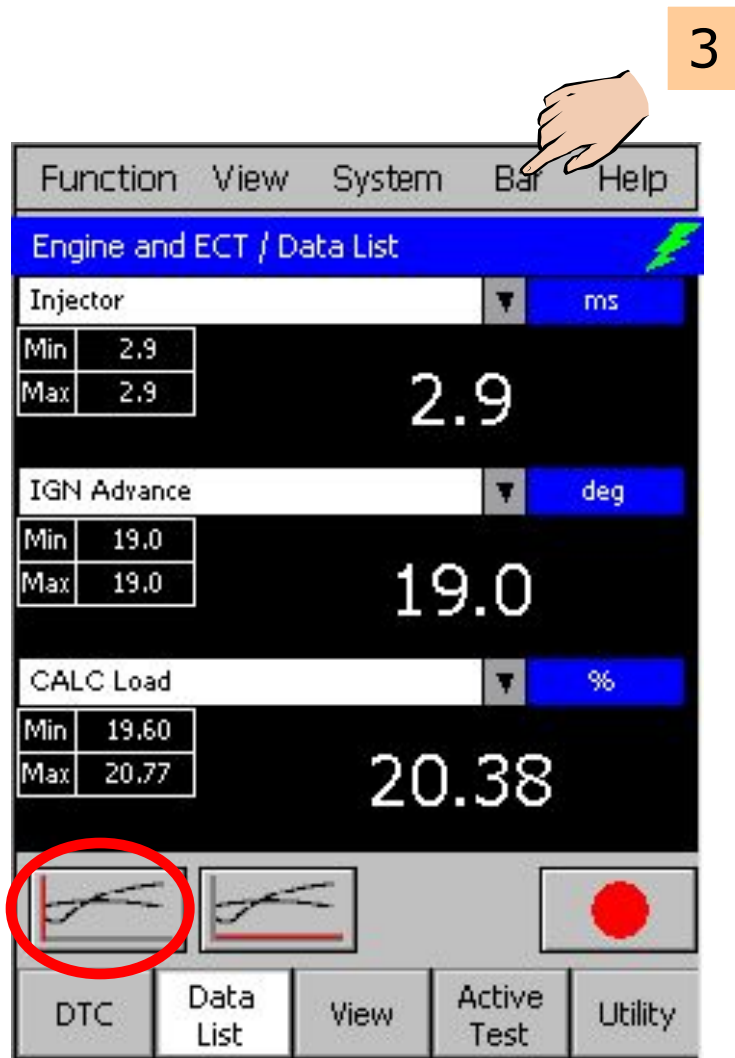 3
Function View System Bar Help
Engine and ECT / Data List
Injector ms
Min 2.9
Max 2.9
2.9
IGN Advance deg
Min 19.0
Max 19.0
19.0
CALC Load %
Min 19.60
Max 20.77
20.38
DTC Data List View Active Test Utility